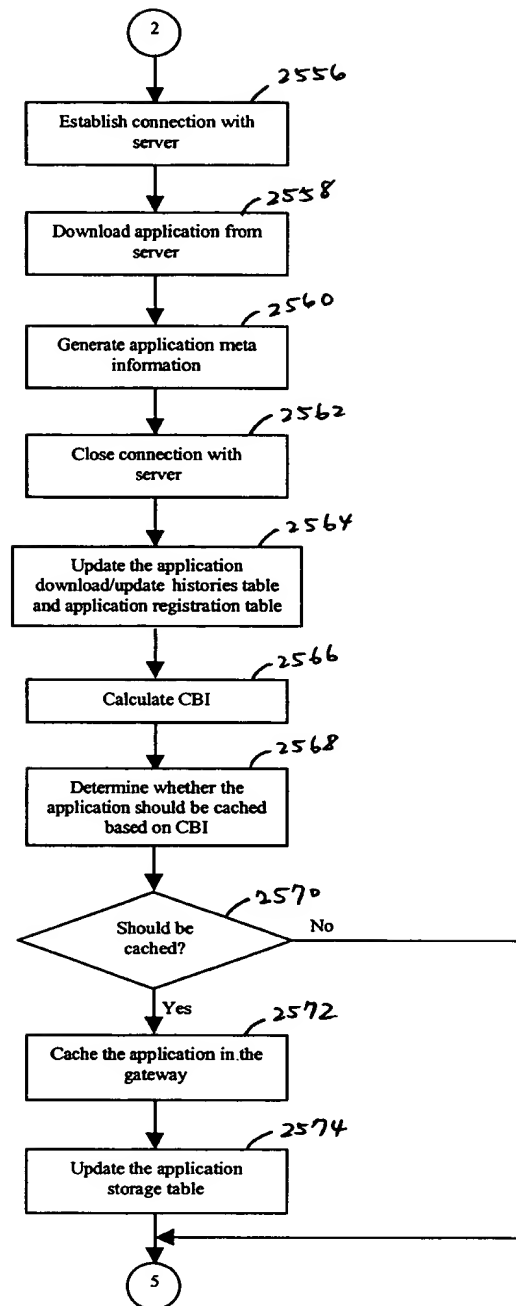 2
2556
Establish connection with
server
2558
Download application from
server
2560
Generate application meta
information
2562
Close connection with
server
2564
Update the application
download/update histories table
and application registration table
2566
Calculate CBI
2568
Determine whether the
application should be cached
based on CBI
2570
Should be
cached?
No
Yes
2572
Cache the application in the
gateway
2574
Update the application
storage table
5